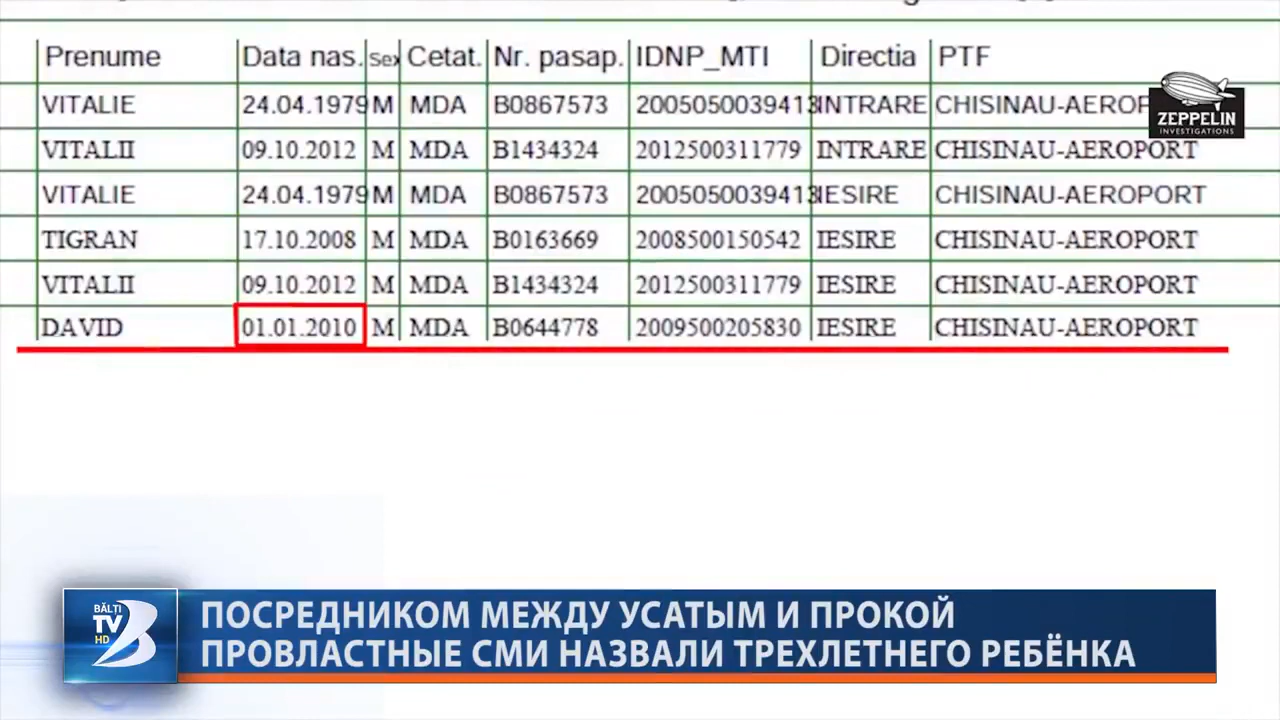 Prenume Data nas. Sex Cetat. Nr. pasap. IDNP_MTI Directia PTF
VITALIE 24.04.1979 M MDA B0867573 2005050039413 INTRARE CHISINAU-AEROP
VITALII 09.10.2012 M MDA B1434324 2012500311779 INTRARE CHISINAU-AEROPORT
VITALIE 24.04.1979 M MDA B0867573 2005050039413 IESIRE CHISINAU-AEROPORT
TIGRAN 17.10.2008 M MDA B0163669 2008500150542 IESIRE CHISINAU-AEROPORT
VITALII 09.10.2012 M MDA B1434324 2012500311779 IESIRE CHISINAU-AEROPORT
DAVID 01.01.2010 M MDA B0644778 2009500205830 IESIRE CHISINAU-AEROPORT
ZEPPELIN
INVESTIGATIONS
BĂLȚI
TV
HD
ПОСРЕДНИКОМ МЕЖДУ УСАТЫМ И ПРОКОЙ
ПРОВЛАСТНЫЕ СМИ НАЗВАЛИ ТРЕХЛЕТНЕГО РЕБЁНКА